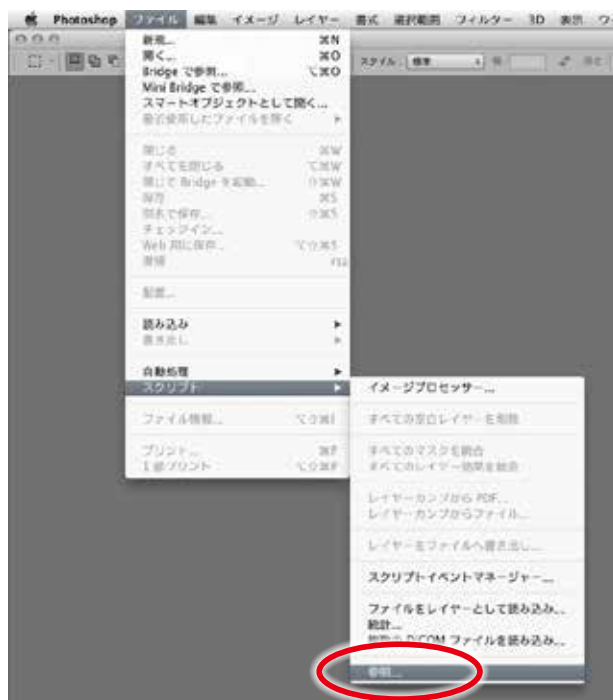 Photoshop ファイル 編集 イメージ レイヤー 書式 選択範囲 フィルター 3D 表示
スタイル: 標準
新規... ⌘N
開く... ⌘O
Bridge で参照... ⌥⌘O
Mini Bridge で参照...
スマートオブジェクトとして開く...
最近使用したファイルを開く
閉じる ⌘W
すべてを閉じる ⌥⌘W
閉じて Bridge を起動... ⇧⌘W
保存 ⌘S
別名で保存... ⇧⌘S
チェックイン...
Web 用に保存... ⌥⇧⌘S
復帰 F12
配置...
読み込み
書き出し
自動処理
スクリプト
ファイル情報... ⌥⇧⌘I
プリント... ⌘P
1 部プリント ⌥⇧⌘P
イメージプロセッサー...
すべての空白レイヤーを削除
すべてのマスクを統合
すべてのレイヤー効果を統合
レイヤーカンプから PDF...
レイヤーカンプからファイル...
レイヤーをファイルへ書き出し...
スクリプトイベントマネージャー...
ファイルをレイヤーとして読み込み...
統計...
複数の DICOM ファイルを読み込み...
参照...